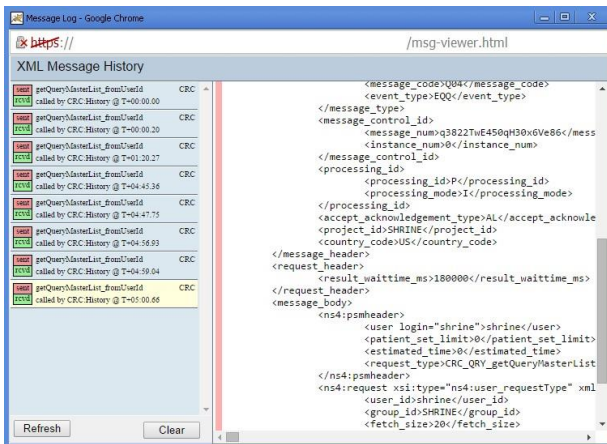 Message Log - Google Chrome
https:// /msg-viewer.html
XML Message History
sent getQueryMasterList_fromUserId CRC
rcvd called by CRC:History @ T+00:00.00
sent getQueryMasterList_fromUserId CRC
rcvd called by CRC:History @ T+00:00.20
sent getQueryMasterList_fromUserId CRC
rcvd called by CRC:History @ T+01:20.27
sent getQueryMasterList_fromUserId CRC
rcvd called by CRC:History @ T+04:45.36
sent getQueryMasterList_fromUserId CRC
rcvd called by CRC:History @ T+04:47.75
sent getQueryMasterList_fromUserId CRC
rcvd called by CRC:History @ T+04:56.93
sent getQueryMasterList_fromUserId CRC
rcvd called by CRC:History @ T+04:59.04
sent getQueryMasterList_fromUserId CRC
rcvd called by CRC:History @ T+05:00.66
Refresh Clear
<message_code>Q04</message_code>
<event_type>EQQ</event_type>
</message_type>
<message_control_id>
<message_num>q3822TwE450qH30x6Ve86</mess
<instance_num>0</instance_num>
</message_control_id>
<processing_id>
<processing_id>P</processing_id>
<processing_mode>I</processing_mode>
</processing_id>
<accept_acknowledgement_type>AL</accept_acknowle
<project_id>SHRINE</project_id>
<country_code>US</country_code>
</message_header>
<request_header>
<result_waittime_ms>180000</result_waittime_ms>
</request_header>
<message_body>
<ns4:psmheader>
<user login="shrine">shrine</user>
<patient_set_limit>0</patient_set_limit>
<estimated_time>0</estimated_time>
<request_type>CRC_QRY_getQueryMasterList
</ns4:psmheader>
<ns4:request xsi:type="ns4:user_requestType" xml
<user_id>shrine</user_id>
<group_id>SHRINE</group_id>
<fetch_size>20</fetch_size>